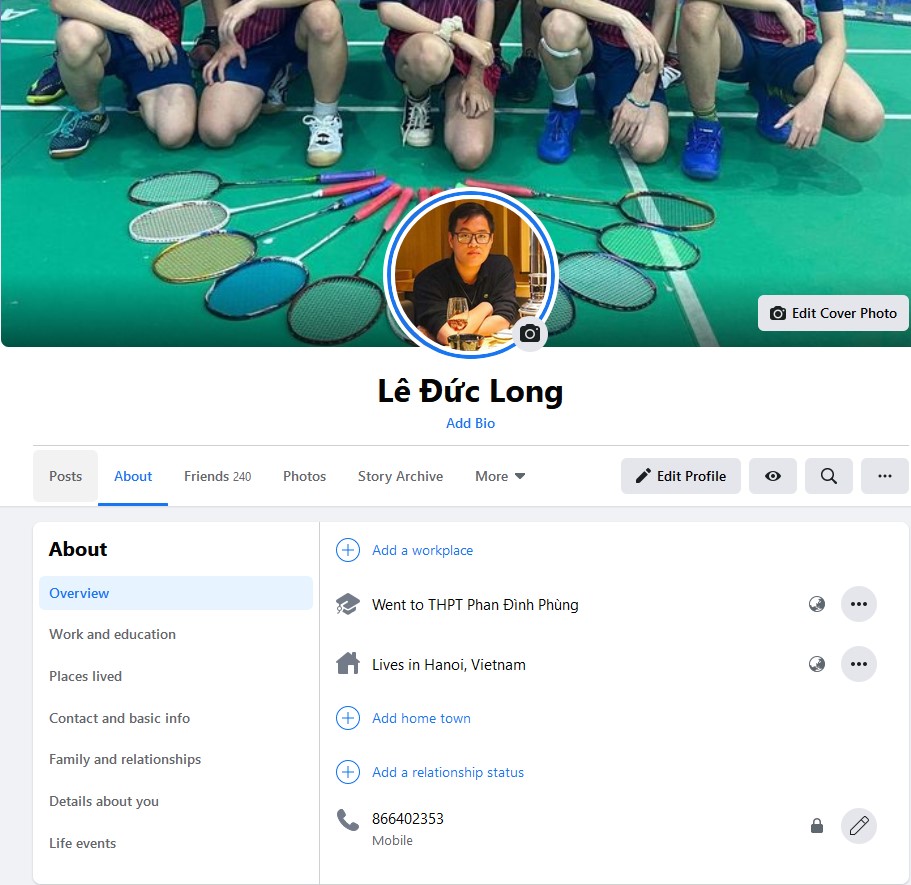 Edit Cover Photo
Lê Đức Long
Add Bio
Posts
About
Friends 240
Photos
Story Archive
More
Edit Profile
About
Overview
Work and education
Places lived
Contact and basic info
Family and relationships
Details about you
Life events
Add a workplace
Went to THPT Phan Đình Phùng
Lives in Hanoi, Vietnam
Add home town
Add a relationship status
866402353
Mobile